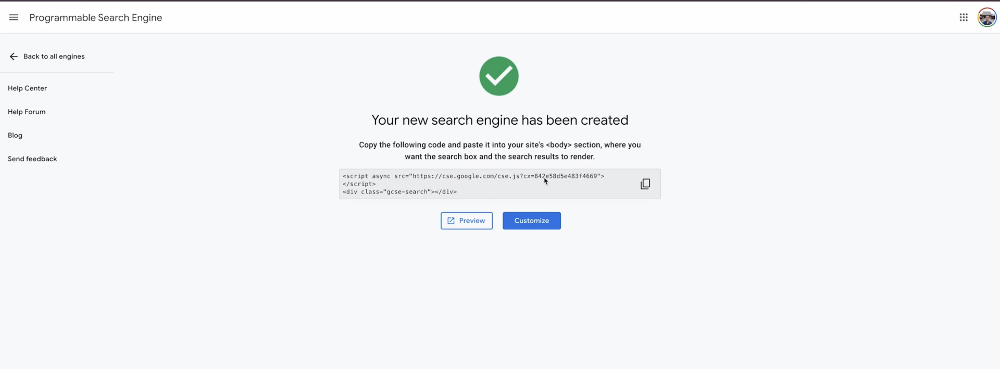 Programmable Search Engine
Back to all engines
Help Center
Help Forum
Blog
Send feedback
Your new search engine has been created
Copy the following code and paste it into your site's <body> section, where you
want the search box and the search results to render.
<script async src="https://cse.google.com/cse.js?cx=842e58d5e483f4669">
</script>
<div class="gcse-search"></div>
Preview
Customize